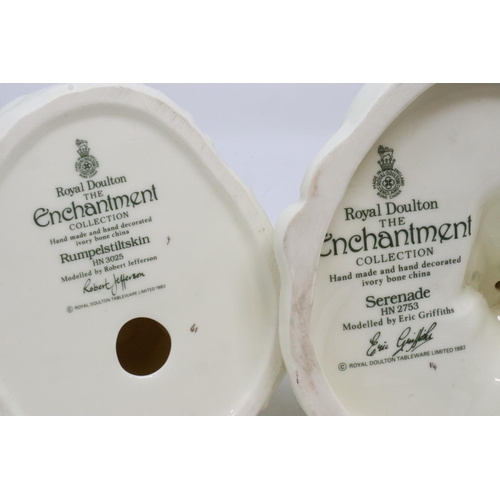 Royal Doulton
THE
Enchantment
COLLECTION
Hand made and hand decorated
ivory bone china
Rumpelstiltskin
HN 3025
Modelled by Robert Jefferson
Robert Jefferson
© ROYAL DOULTON TABLEWARE LIMITED 1983
Royal Doulton
THE
Enchantment
COLLECTION
Hand made and hand decorated
ivory bone china
Serenade
HN 2753
Modelled by Eric Griffiths
Eric Griffiths
© ROYAL DOULTON TABLEWARE LIMITED 1983